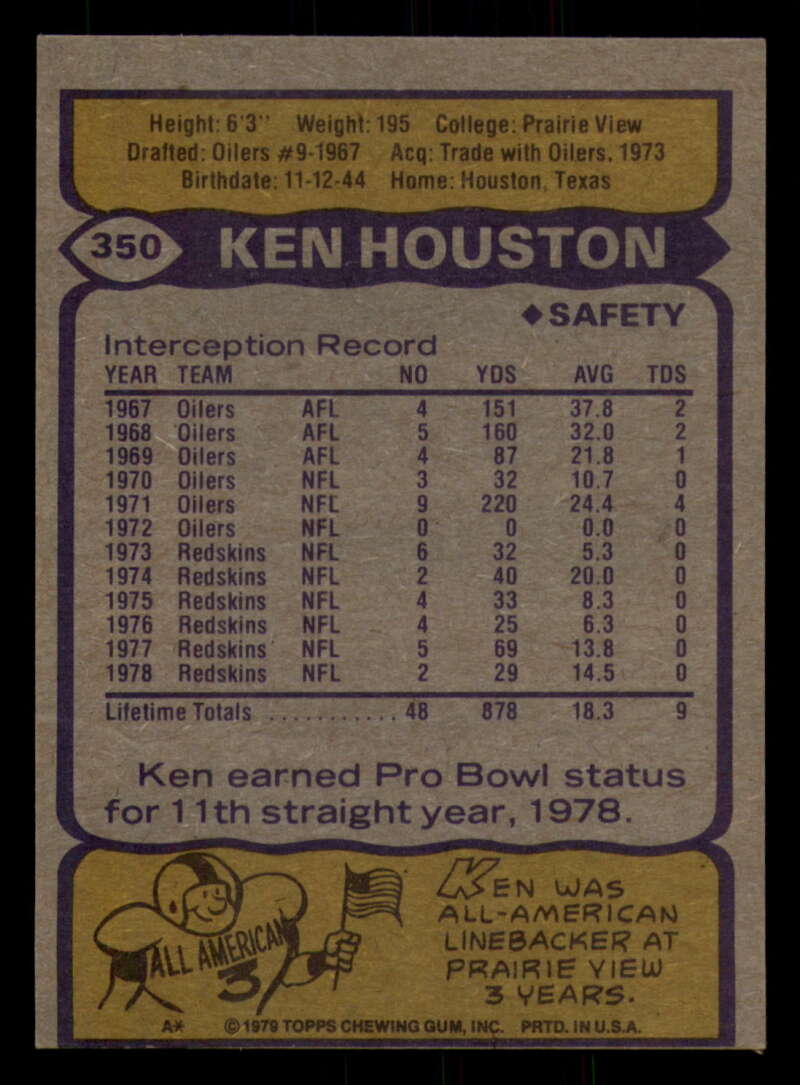 Height: 6'3" Weight: 195 College: Prairie View
Drafted: Oilers #9-1967 Acq: Trade with Oilers, 1973
Birthdate: 11-12-44 Home: Houston, Texas
350 KEN HOUSTON
◆SAFETY
Interception Record
YEAR TEAM NO YDS AVG TDS
1967 Oilers AFL 4 151 37.8 2
1968 Oilers AFL 5 160 32.0 2
1969 Oilers AFL 4 87 21.8 1
1970 Oilers NFL 3 32 10.7 0
1971 Oilers NFL 9 220 24.4 4
1972 Oilers NFL 0 0 0.0 0
1973 Redskins NFL 6 32 5.3 0
1974 Redskins NFL 2 40 20.0 0
1975 Redskins NFL 4 33 8.3 0
1976 Redskins NFL 4 25 6.3 0
1977 Redskins NFL 5 69 13.8 0
1978 Redskins NFL 2 29 14.5 0
Lifetime Totals ........... 48 878 18.3 9
Ken earned Pro Bowl status
for 11th straight year, 1978.
ALL AMERICAN
3
KEN WAS
ALL-AMERICAN
LINEBACKER AT
PRAIRIE VIEW
3 YEARS.
A* © 1979 TOPPS CHEWING GUM, INC. PRTD. IN U.S.A.